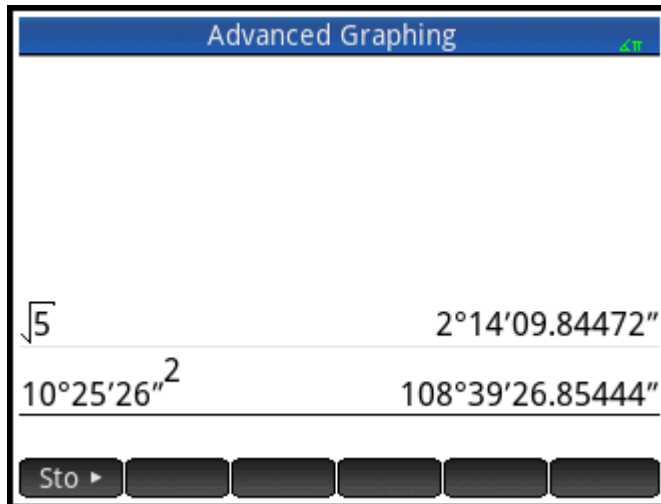 Advanced Graphing
∡π
√5
2°14′09.84472″
10°25′26″²
108°39′26.85444″
Sto ►